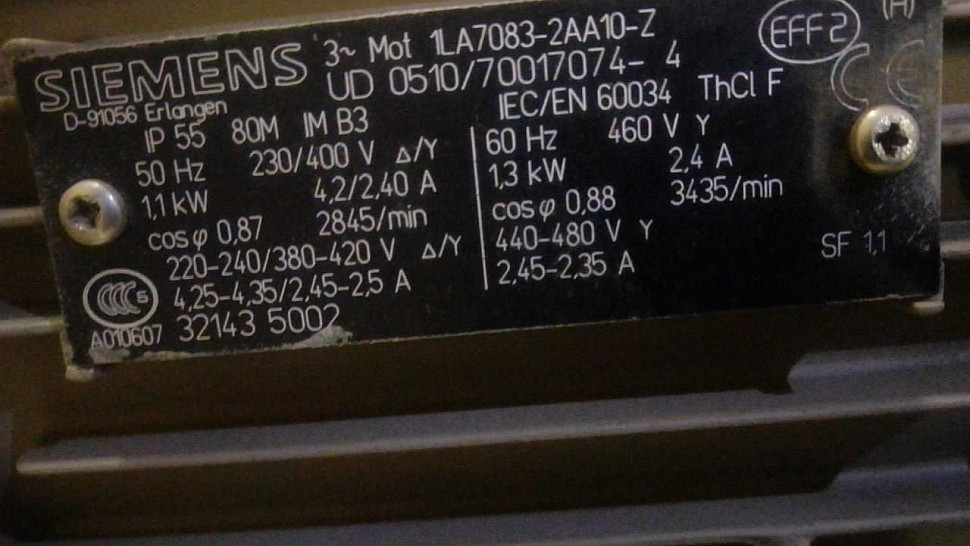 SIEMENS 3~ Mot 1LA7083-2AA10-Z EFF2 (H)
D-91056 Erlangen UD 0510/70017074- 4 CE
IP 55 80M IM B3 IEC/EN 60034 ThCl F
50 Hz 230/400 V Δ/Y 60 Hz 460 V Y
1,1 kW 4,2/2,40 A 1,3 kW 2,4 A
cosφ 0,87 2845/min cosφ 0,88 3435/min
220-240/380-420 V Δ/Y 440-480 V Y
4,25-4,35/2,45-2,5 A 2,45-2,35 A SF 1,1
CCC S
A010607 32143 5002